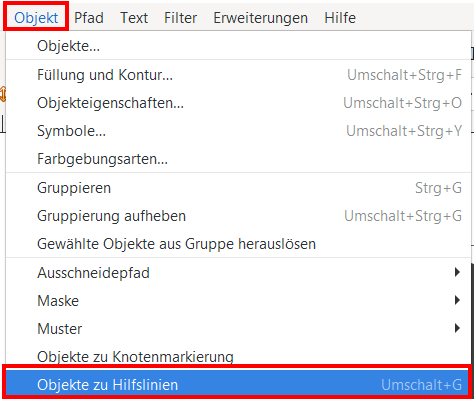 Objekt Pfad Text Filter Erweiterungen Hilfe
Objekte...
Füllung und Kontur... Umschalt+Strg+F
Objekteigenschaften... Umschalt+Strg+O
Symbole... Umschalt+Strg+Y
Farbgebungsarten...
Gruppieren Strg+G
Gruppierung aufheben Umschalt+Strg+G
Gewählte Objekte aus Gruppe herauslösen
Ausschneidepfad
Maske
Muster
Objekte zu Knotenmarkierung
Objekte zu Hilfslinien Umschalt+G